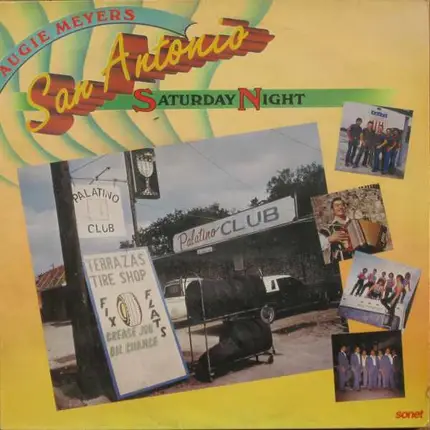 AUGIE MEYERS
San Antonio
SATURDAY NIGHT
PALATINO
CLUB
Palatino CLUB
TERRAZAS
TIRE SHOP
FIX FLATS
GREASE JOB
OIL CHANGE
sonet